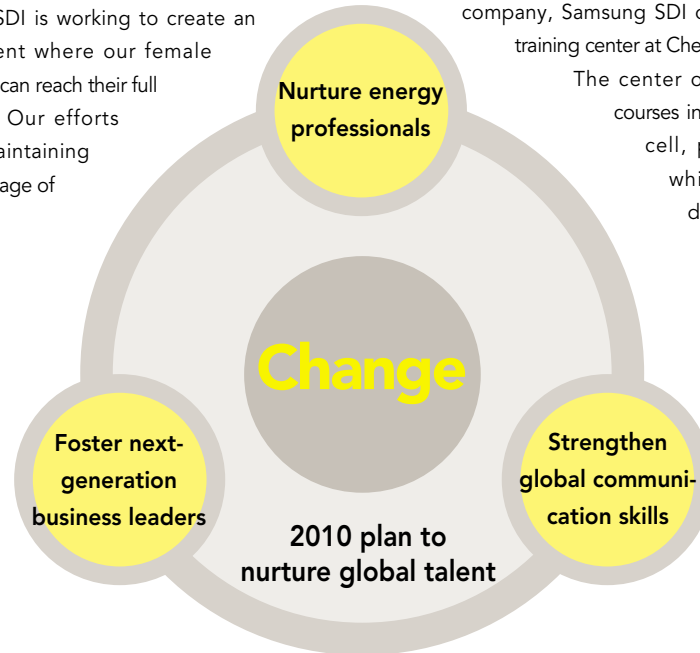 SDI is working to create an
ent where our female
can reach their full
Our efforts
aintaining
age of
company, Samsung SDI
training center at Che
The center
courses in
cell,
whi
d
Nurture energy
professionals
Change
Foster next-
generation
business leaders
Strengthen
global communi-
cation skills
2010 plan to
nurture global talent